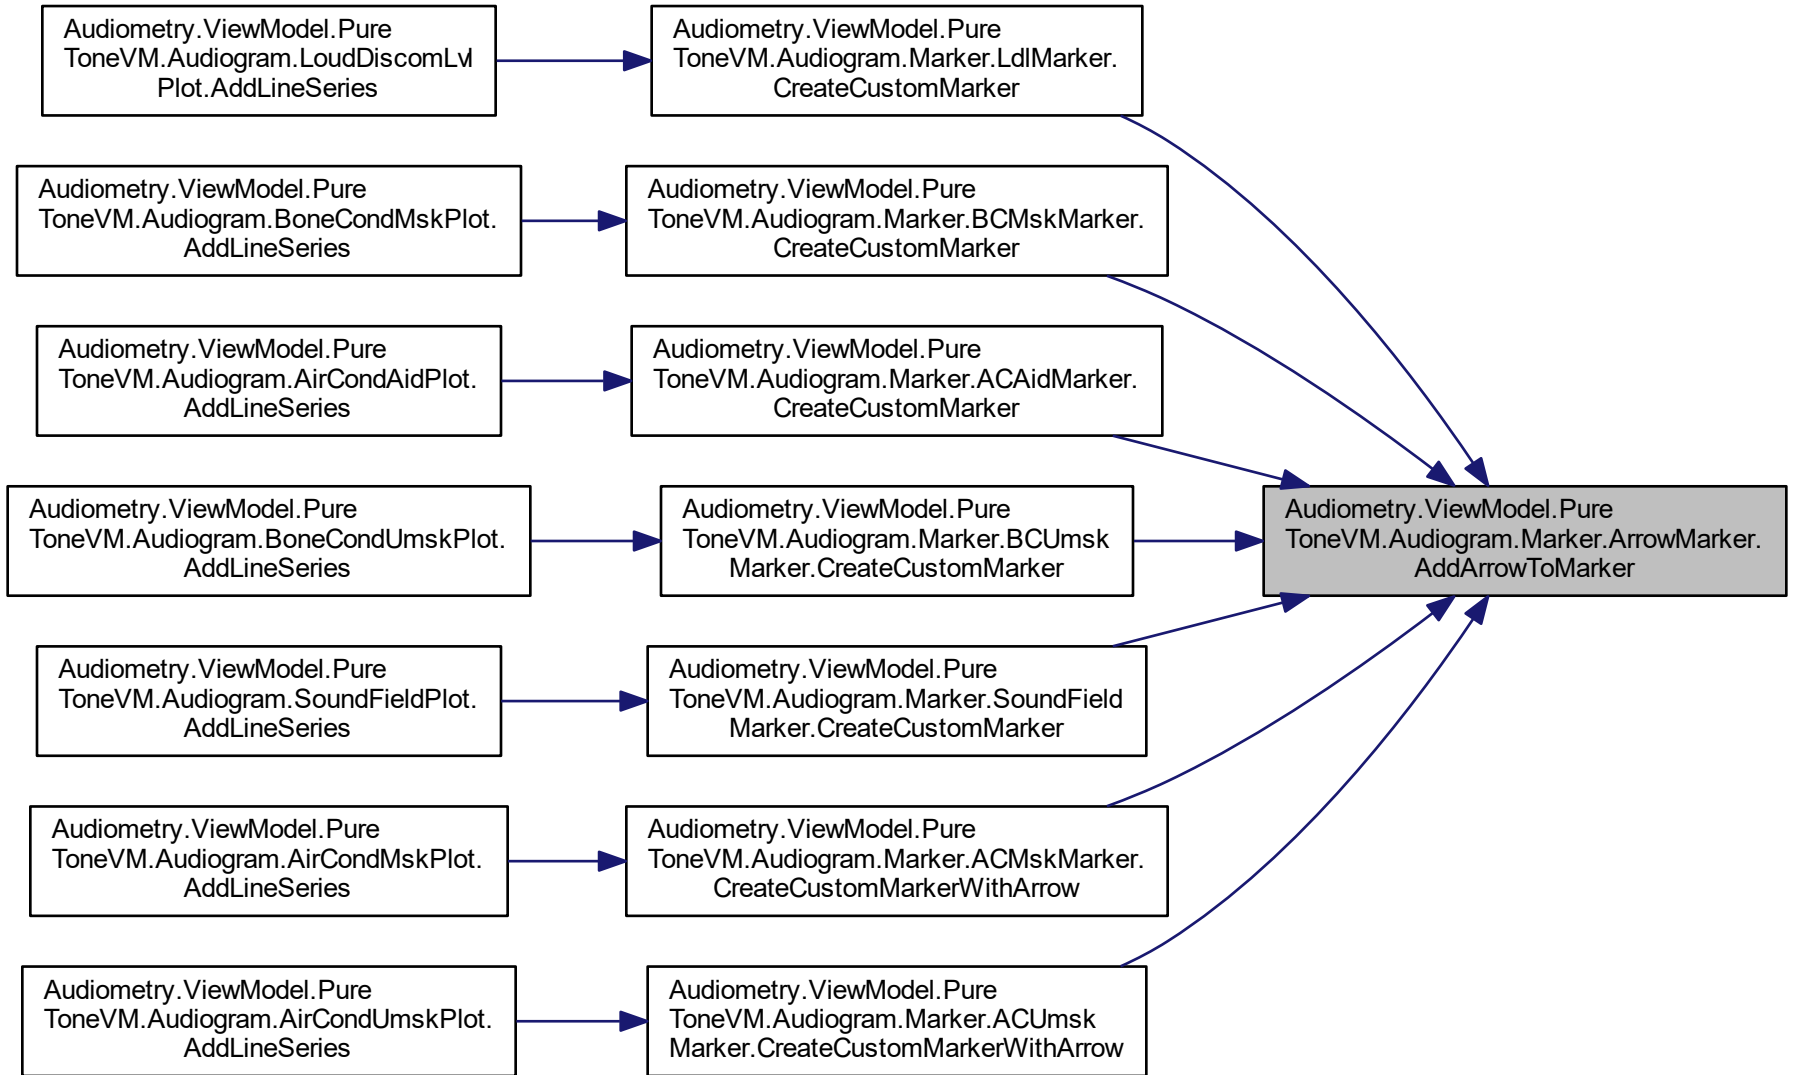 Audiometry.ViewModel.Pure
ToneVM.Audiogram.LoudDiscomLvl
Plot.AddLineSeries
Audiometry.ViewModel.Pure
ToneVM.Audiogram.Marker.LdlMarker.
CreateCustomMarker
Audiometry.ViewModel.Pure
ToneVM.Audiogram.BoneCondMskPlot.
AddLineSeries
Audiometry.ViewModel.Pure
ToneVM.Audiogram.Marker.BCMskMarker.
CreateCustomMarker
Audiometry.ViewModel.Pure
ToneVM.Audiogram.AirCondAidPlot.
AddLineSeries
Audiometry.ViewModel.Pure
ToneVM.Audiogram.Marker.ACAidMarker.
CreateCustomMarker
Audiometry.ViewModel.Pure
ToneVM.Audiogram.BoneCondUmskPlot.
AddLineSeries
Audiometry.ViewModel.Pure
ToneVM.Audiogram.Marker.BCUmsk
Marker.CreateCustomMarker
Audiometry.ViewModel.Pure
ToneVM.Audiogram.Marker.ArrowMarker.
AddArrowToMarker
Audiometry.ViewModel.Pure
ToneVM.Audiogram.SoundFieldPlot.
AddLineSeries
Audiometry.ViewModel.Pure
ToneVM.Audiogram.Marker.SoundField
Marker.CreateCustomMarker
Audiometry.ViewModel.Pure
ToneVM.Audiogram.AirCondMskPlot.
AddLineSeries
Audiometry.ViewModel.Pure
ToneVM.Audiogram.Marker.ACMskMarker.
CreateCustomMarkerWithArrow
Audiometry.ViewModel.Pure
ToneVM.Audiogram.AirCondUmskPlot.
AddLineSeries
Audiometry.ViewModel.Pure
ToneVM.Audiogram.Marker.ACUmsk
Marker.CreateCustomMarkerWithArrow